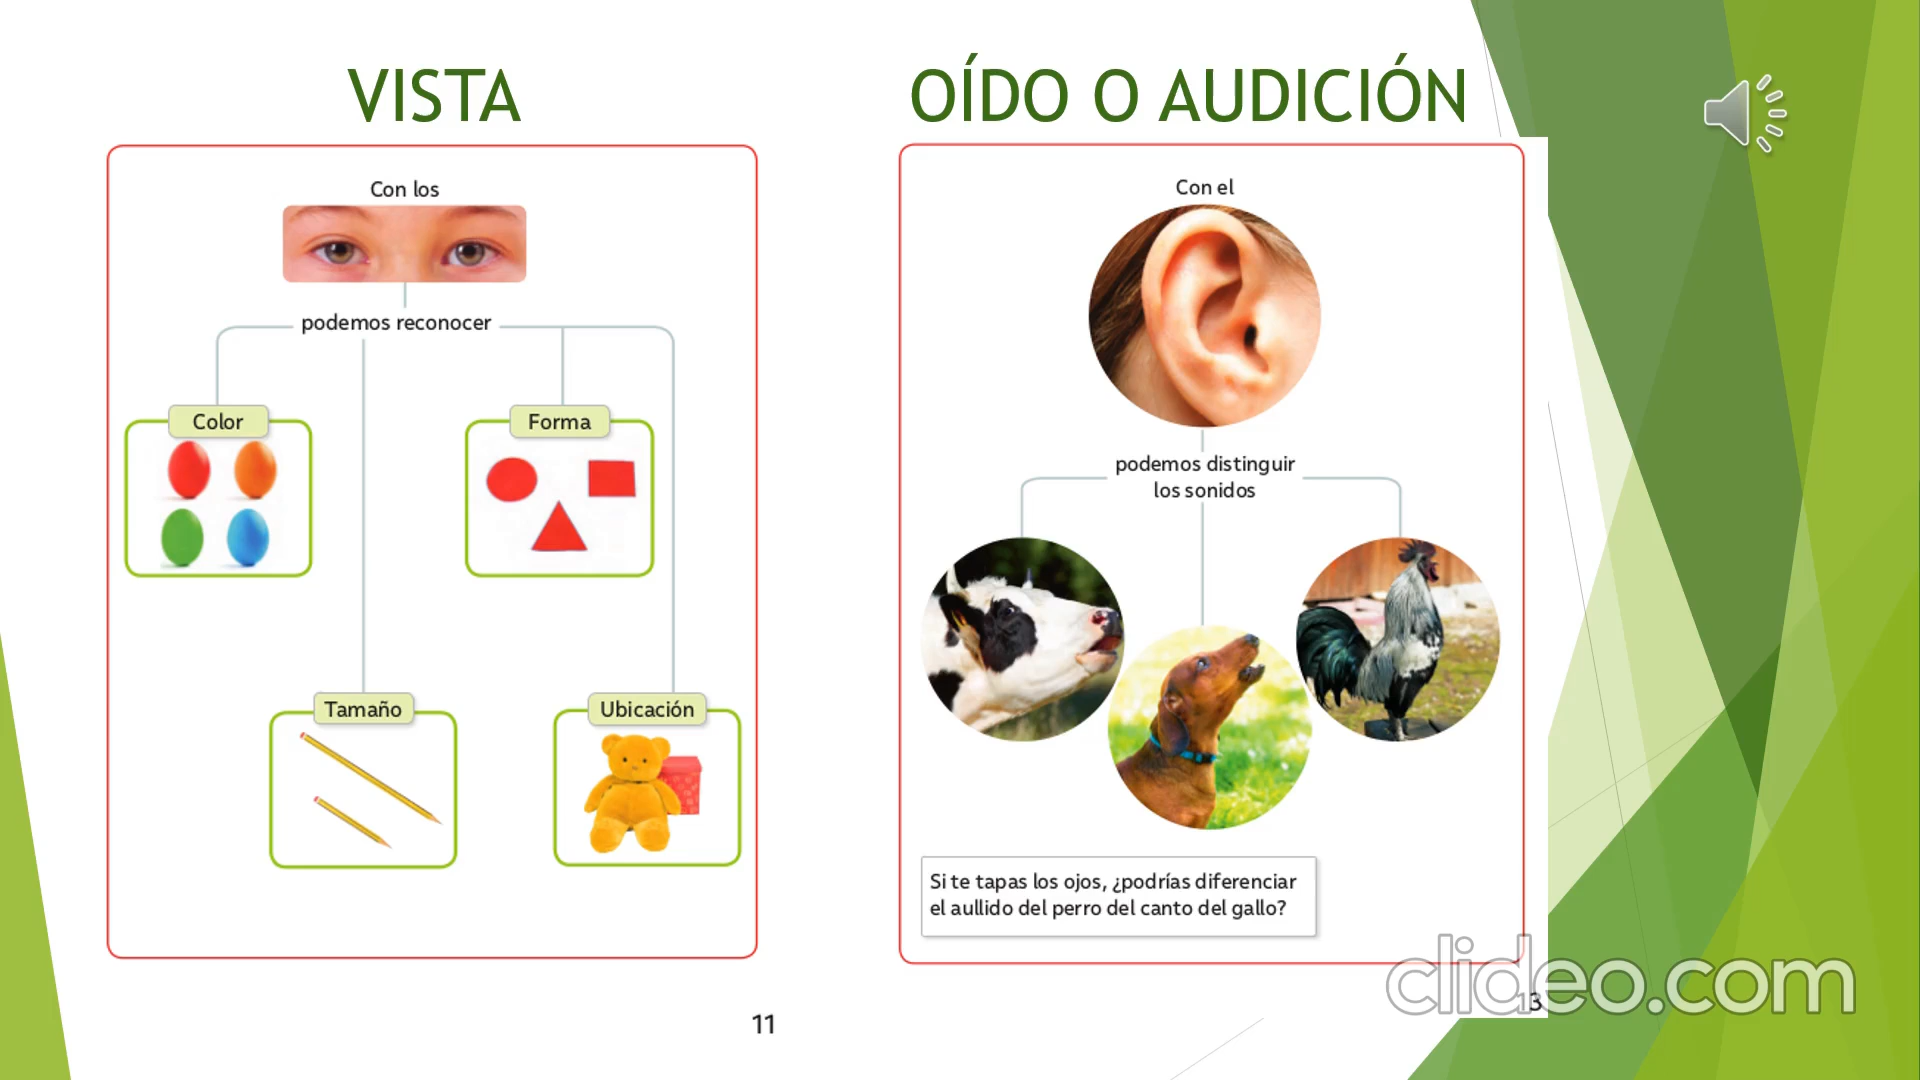 VISTA
Con los
podemos reconocer
Color
Forma
Tamaño
Ubicación
11
OÍDO O AUDICIÓN
Con el
podemos distinguir
los sonidos
Si te tapas los ojos, ¿podrías diferenciar
el aullido del perro del canto del gallo?
13
clideo.com